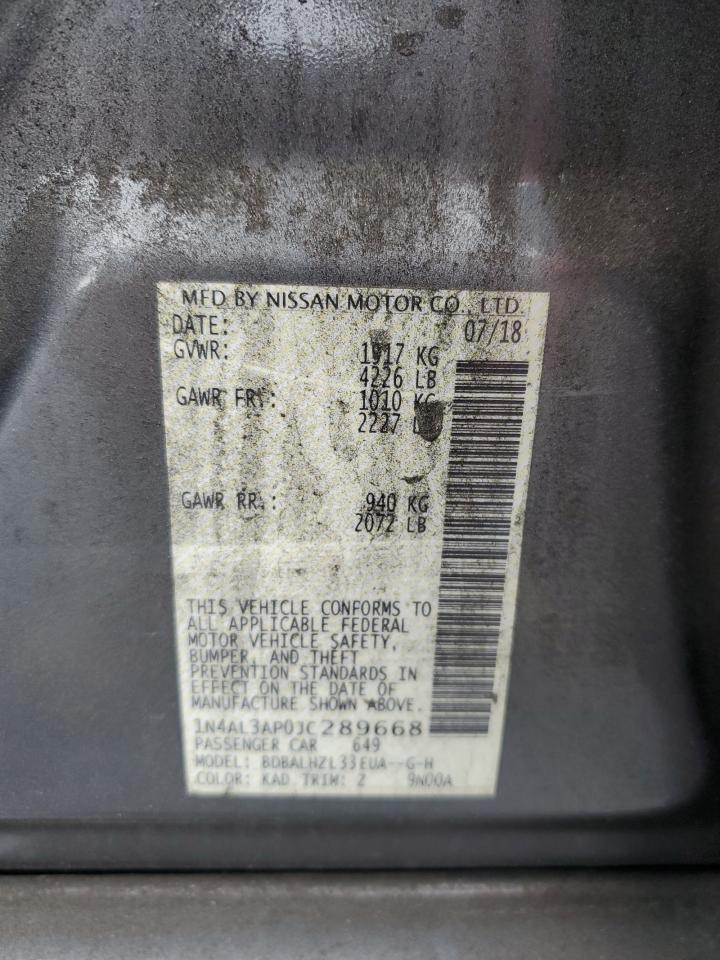 MFD BY NISSAN MOTOR CO., LTD.
DATE: 07/18
GVWR: 1917 KG
4226 LB
GAWR FR.: 1010 KG
2227
GAWR RR.: 940 KG
2072 LB
THIS VEHICLE CONFORMS TO
ALL APPLICABLE FEDERAL
MOTOR VEHICLE SAFETY,
BUMPER, AND THEFT
PREVENTION STANDARDS IN
EFFECT ON THE DATE OF
MANUFACTURE SHOWN ABOVE.
1N4AL3AP0JC289668
PASSENGER CAR 649
MODEL: BDBALHZL33EUA--G-H
COLOR: KAD TRIM: Z 9N00A